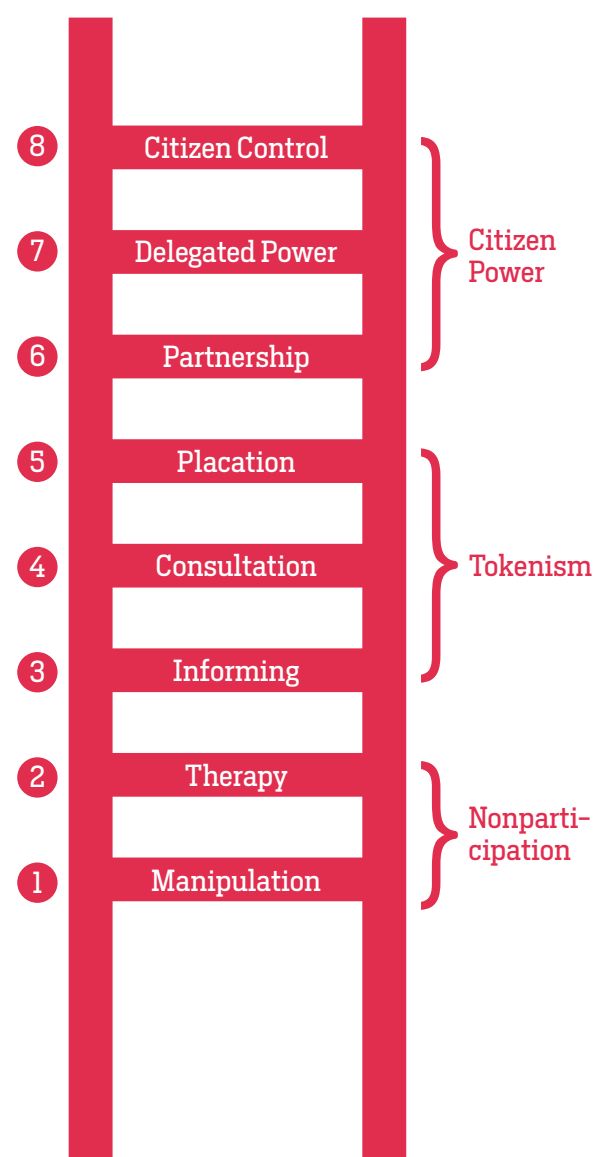 8 Citizen Control
7 Delegated Power
Citizen
Power
6 Partnership
5 Placation
4 Consultation
Tokenism
3 Informing
2 Therapy
Nonparti-
cipation
1 Manipulation